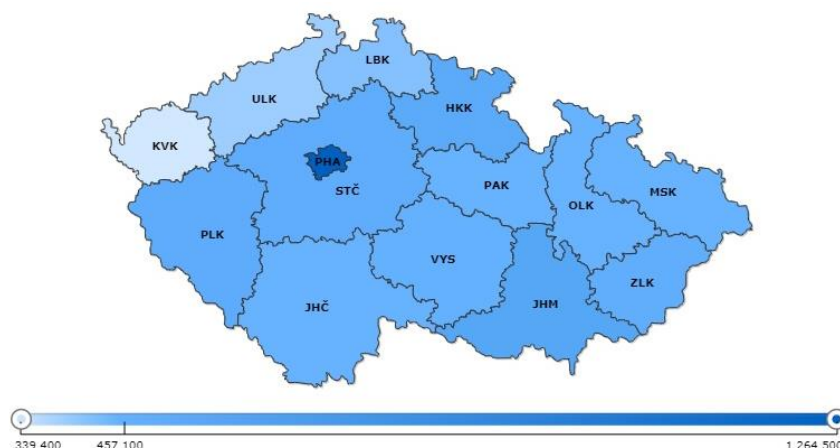 LBK
ULK
HKK
KVK
PHA
STČ
PAK
MSK
OLK
PLK
VYS
ZLK
JHČ
JHM
339 400 457 100 1 264 500